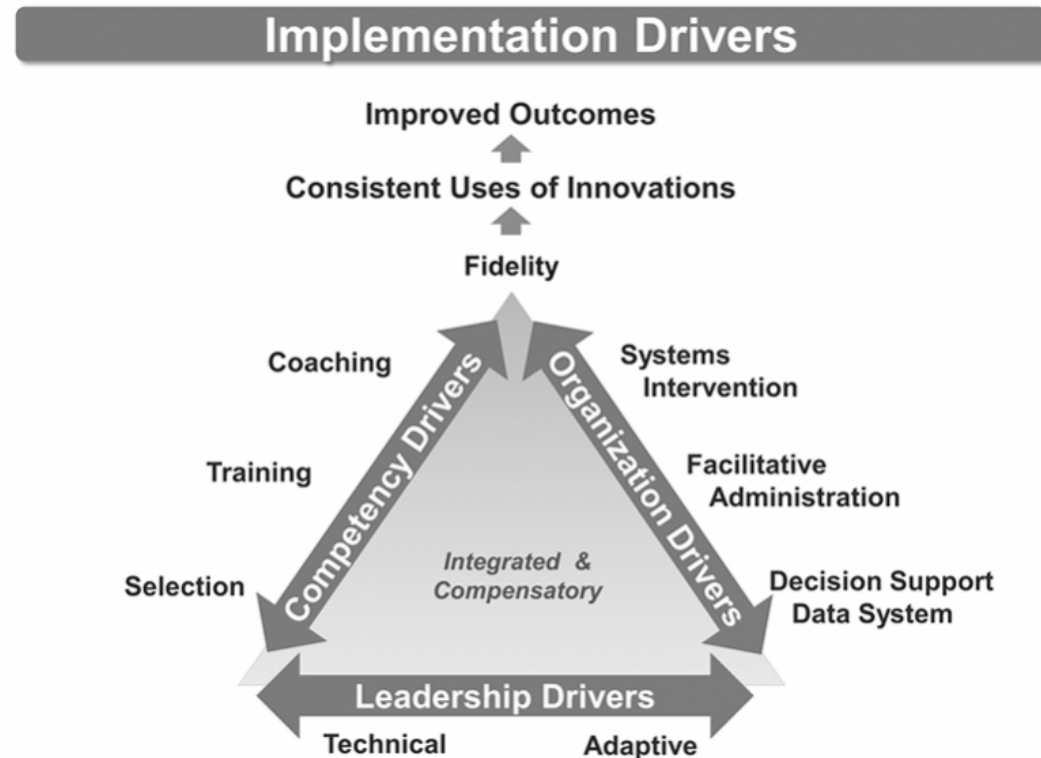 Implementation Drivers
Improved Outcomes
Consistent Uses of Innovations
Fidelity
Coaching
Training
Selection
Competency Drivers
Integrated &
Compensatory
Organization Drivers
Systems
Intervention
Facilitative
Administration
Decision Support
Data System
Leadership Drivers
Technical
Adaptive